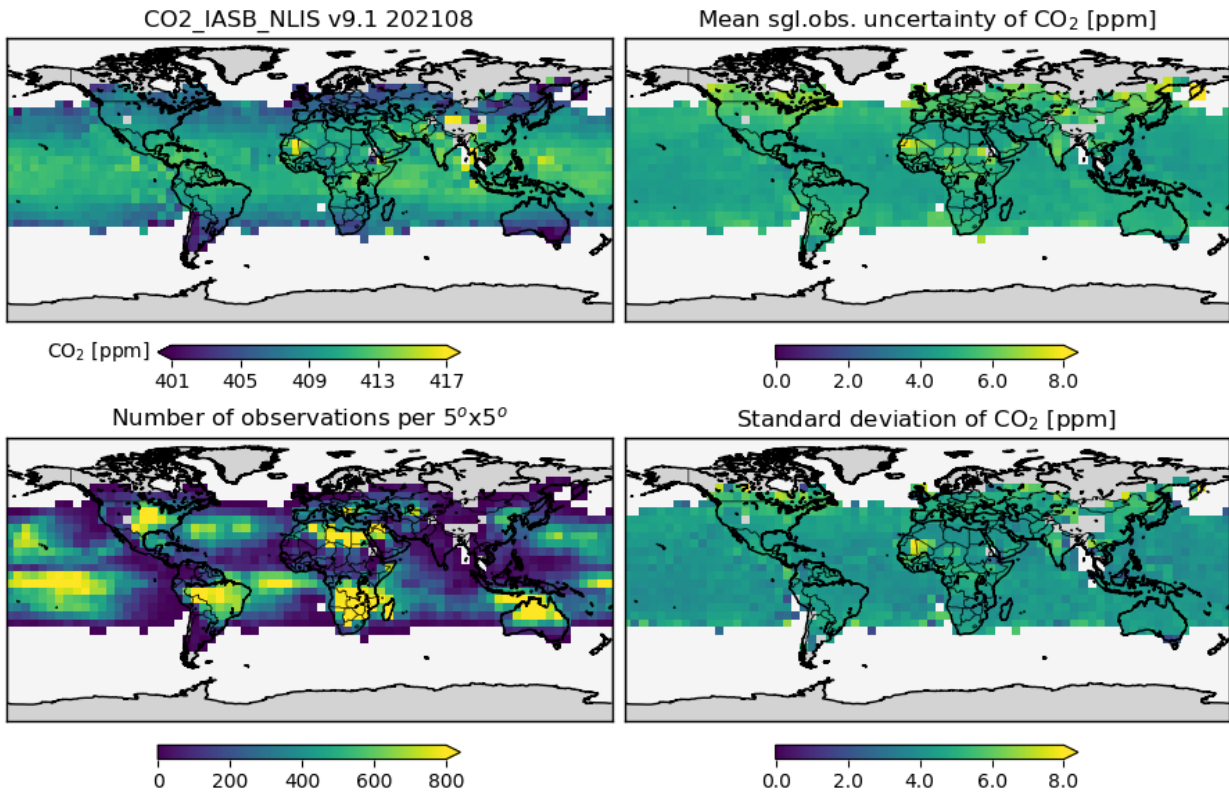 CO2_IASB_NLIS v9.1 202108
Mean sgl.obs. uncertainty of CO₂ [ppm]
CO₂ [ppm]
401 405 409 413 417
0.0 2.0 4.0 6.0 8.0
Number of observations per 5ºx5º
Standard deviation of CO₂ [ppm]
0 200 400 600 800
0.0 2.0 4.0 6.0 8.0